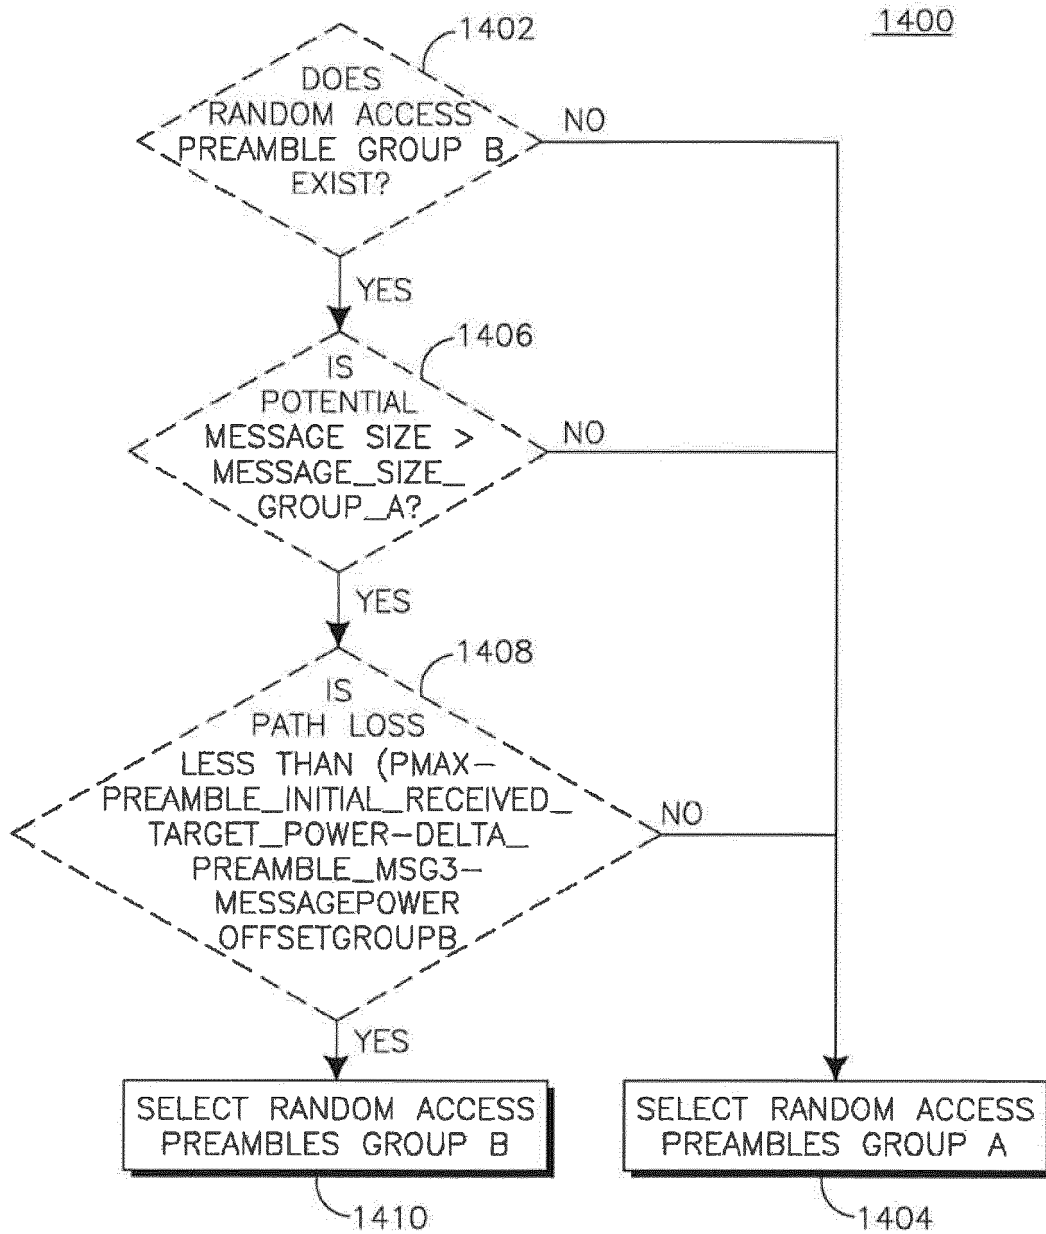 1400
1402
DOES
RANDOM ACCESS
PREAMBLE GROUP B
EXIST?
NO
YES
1406
IS
POTENTIAL
MESSAGE SIZE >
MESSAGE_SIZE_
GROUP_A?
NO
YES
1408
IS
PATH LOSS
LESS THAN (PMAX-
PREAMBLE_INITIAL_RECEIVED_
TARGET_POWER-DELTA_
PREAMBLE_MSG3-
MESSAGEPOWER
OFFSETGROUPB
NO
YES
SELECT RANDOM ACCESS
PREAMBLES GROUP B
1410
SELECT RANDOM ACCESS
PREAMBLES GROUP A
1404